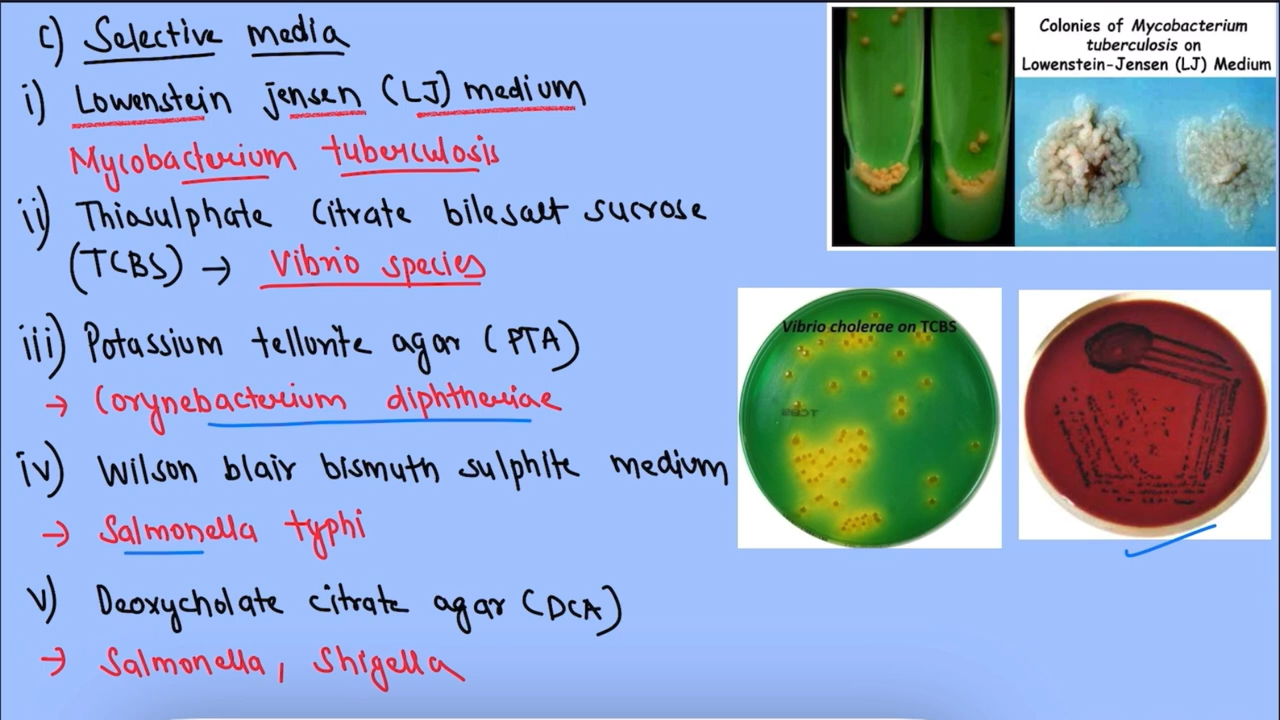 c) Selective media
i) Lowenstein jensen (LJ) medium
Mycobacterium tuberculosis
ii) Thiosulphate citrate bilesalt sucrose
(TCBS) → Vibrio species
iii) Potassium tellurite agar (PTA)
→ Corynebacterium diphtheriae
iv) Wilson blair bismuth sulphite medium
→ Salmonella typhi
v) Deoxycholate citrate agar (DCA)
→ Salmonella, Shigella
Colonies of Mycobacterium
tuberculosis on
Lowenstein-Jensen (LJ) Medium
Vibrio cholerae on TCBS
TCBS